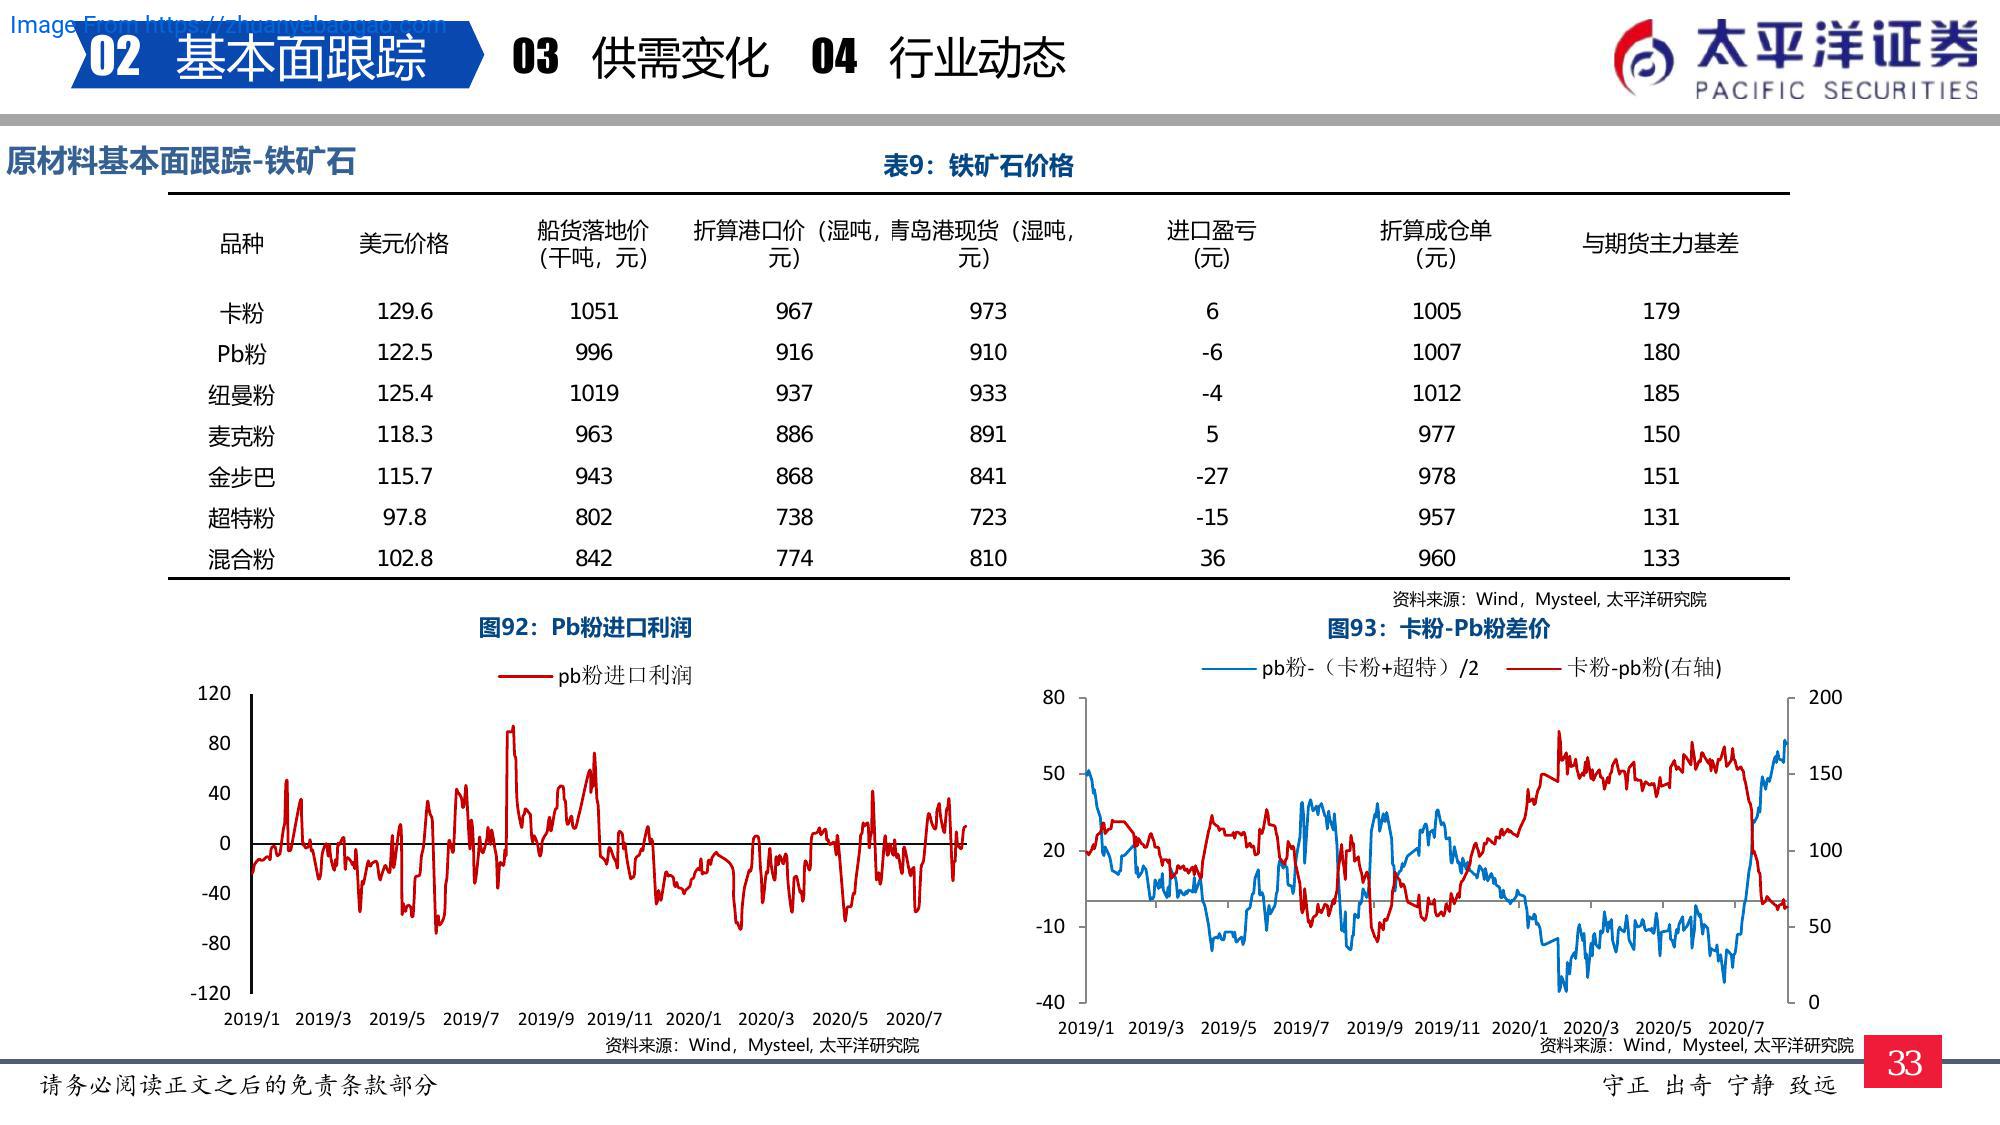 Image From https://zhuanyebaogao.com
02 基本面跟踪 03 供需变化 04 行业动态
太平洋证券
PACIFIC SECURITIES
原材料基本面跟踪-铁矿石
表9：铁矿石价格
品种 美元价格 船货落地价（干吨，元） 折算港口价（湿吨，元） 青岛港现货（湿吨，元） 进口盈亏(元) 折算成仓单（元） 与期货主力基差
卡粉 129.6 1051 967 973 6 1005 179
Pb粉 122.5 996 916 910 -6 1007 180
纽曼粉 125.4 1019 937 933 -4 1012 185
麦克粉 118.3 963 886 891 5 977 150
金步巴 115.7 943 868 841 -27 978 151
超特粉 97.8 802 738 723 -15 957 131
混合粉 102.8 842 774 810 36 960 133
资料来源：Wind，Mysteel, 太平洋研究院
图92：Pb粉进口利润
pb粉进口利润
120
80
40
0
-40
-80
-120
2019/1 2019/3 2019/5 2019/7 2019/9 2019/11 2020/1 2020/3 2020/5 2020/7
资料来源：Wind，Mysteel, 太平洋研究院
图93：卡粉-Pb粉差价
pb粉-（卡粉+超特）/2 卡粉-pb粉(右轴)
80 200
50 150
20 100
-10 50
-40 0
2019/1 2019/3 2019/5 2019/7 2019/9 2019/11 2020/1 2020/3 2020/5 2020/7
资料来源：Wind，Mysteel, 太平洋研究院
33
请务必阅读正文之后的免责条款部分
守正 出奇 宁静 致远